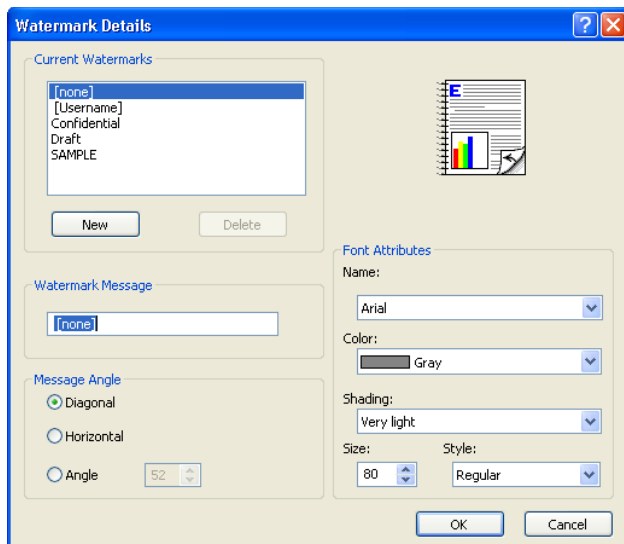 Watermark Details
Current Watermarks
[none]
[Username]
Confidential
Draft
SAMPLE
New
Delete
E
Watermark Message
[none]
Message Angle
Diagonal
Horizontal
Angle
52
Font Attributes
Name:
Arial
Color:
Gray
Shading:
Very light
Size:
Style:
80
Regular
OK
Cancel